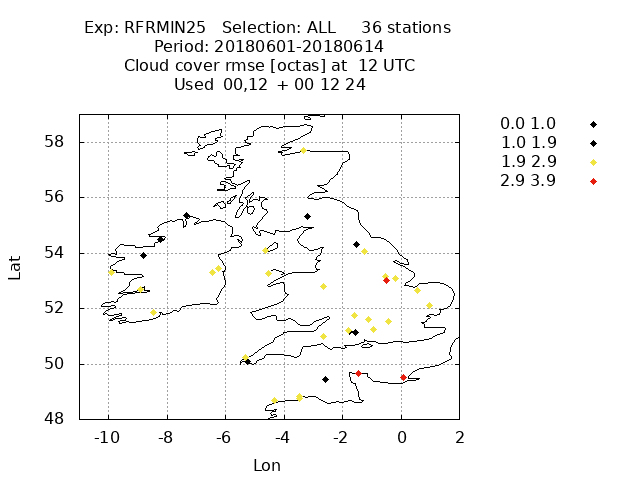 Exp: RFRMIN25 Selection: ALL 36 stations
Period: 20180601-20180614
Cloud cover rmse [octas] at 12 UTC
Used 00,12 + 00 12 24
0.0 1.0
1.0 1.9
1.9 2.9
2.9 3.9
58
56
54
52
50
48
Lat
-10 -8 -6 -4 -2 0 2
Lon